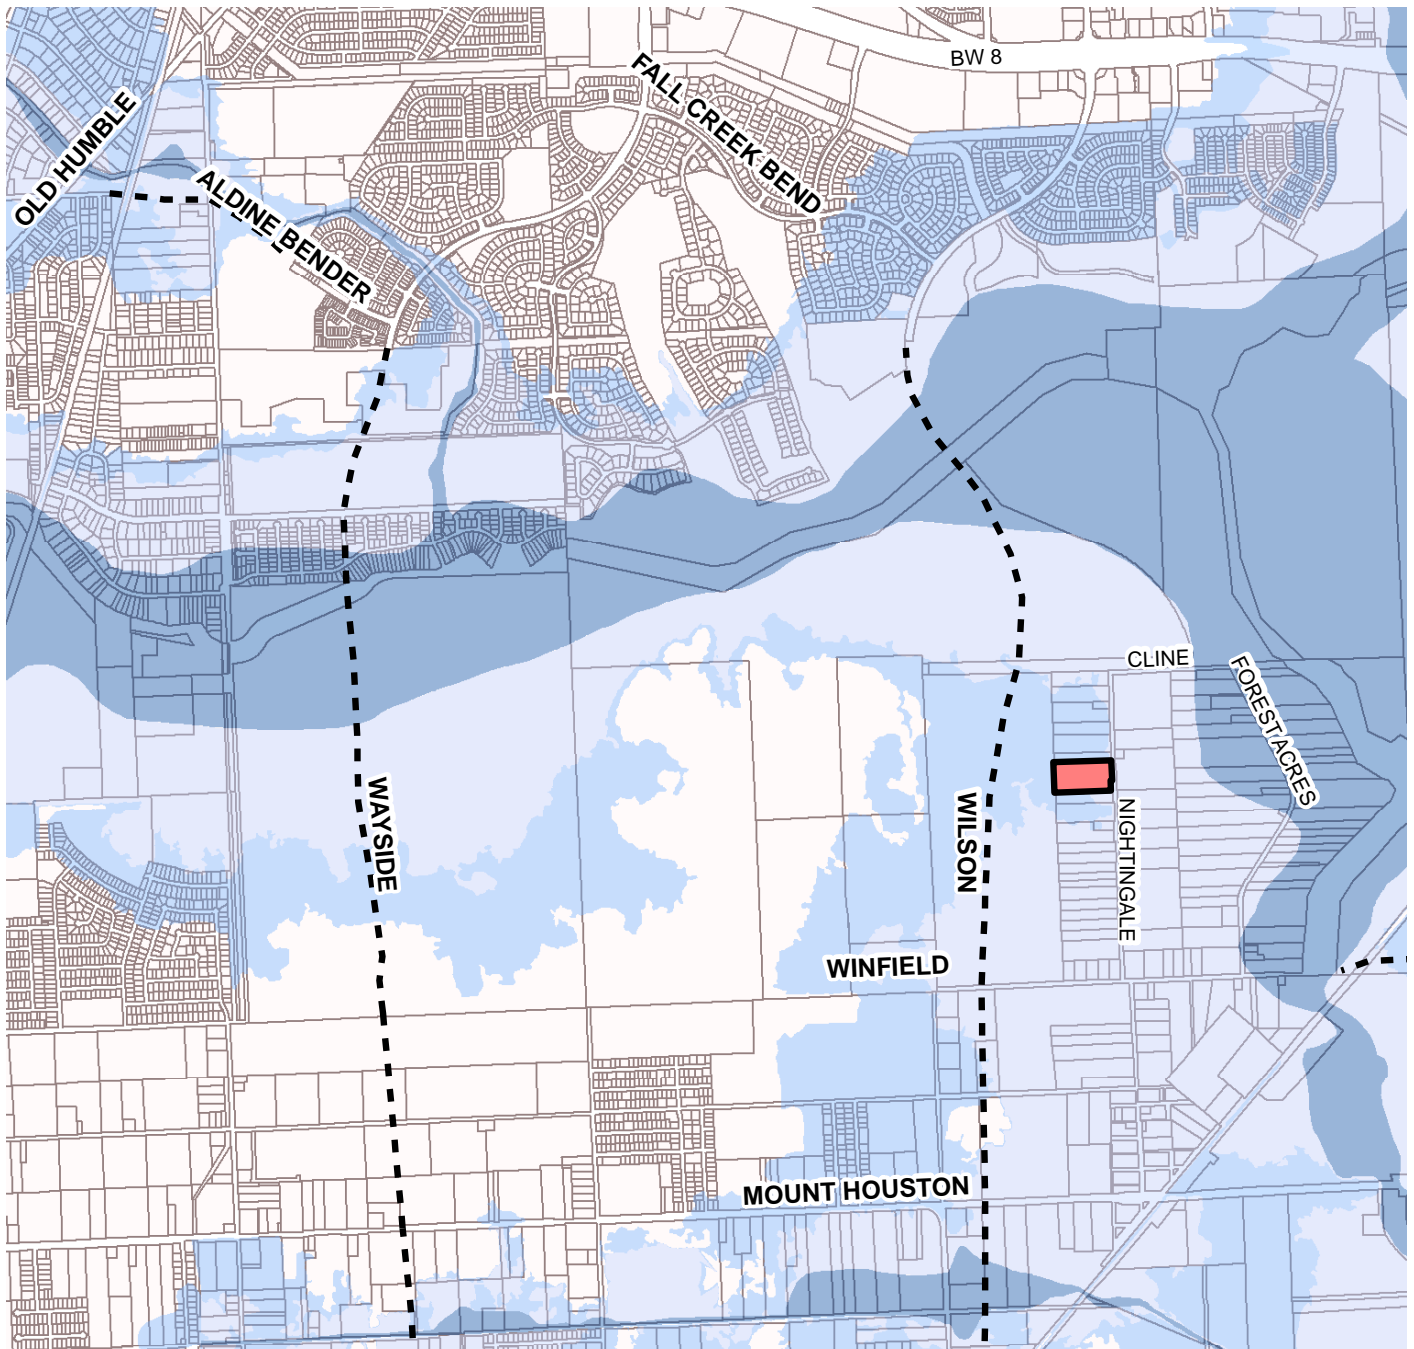 BW 8
FALL CREEK BEND
OLD HUMBLE
ALDINE BENDER
CLINE
FOREST ACRES
WAYSIDE
WILSON
NIGHTINGALE
WINFIELD
MOUNT HOUSTON